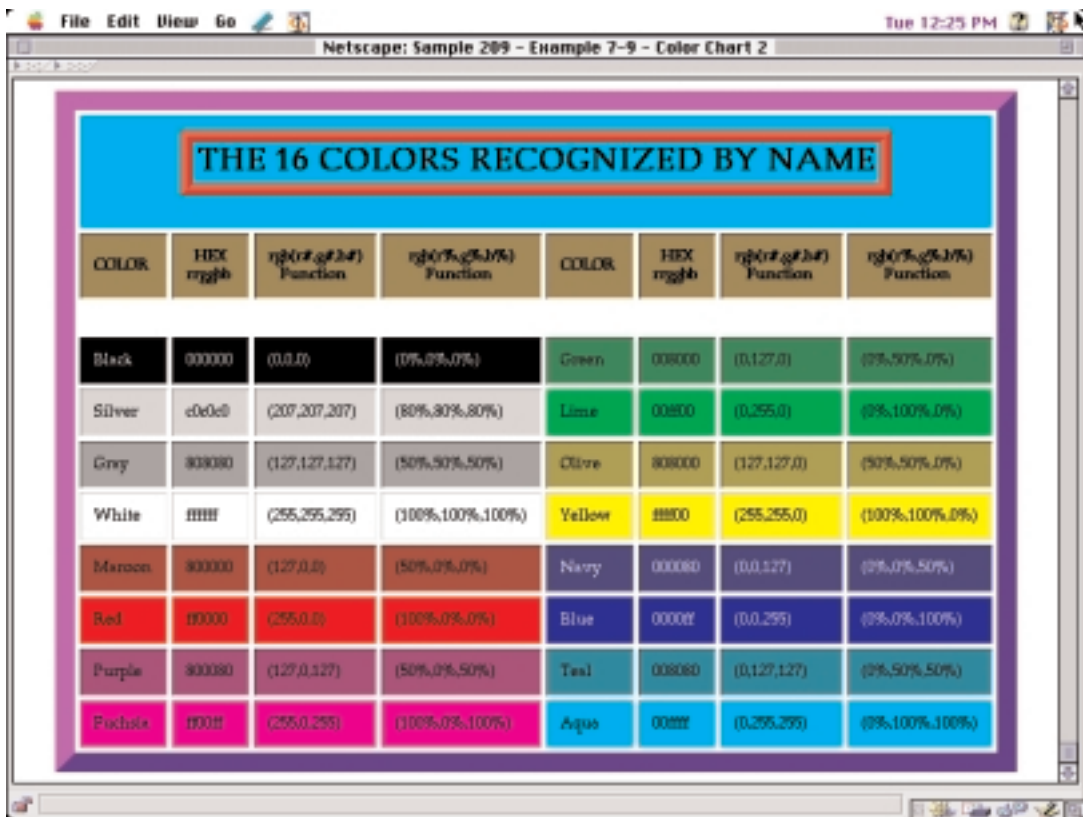 File Edit View Go
Tue 12:25 PM
Netscape: Sample 209 - Example 7-9 - Color Chart 2
THE 16 COLORS RECOGNIZED BY NAME
COLOR HEX rrggbb rgb(r#,g#,b#) Function rgb(r%,g%,b%) Function COLOR HEX rrggbb rgb(r#,g#,b#) Function rgb(r%,g%,b%) Function
Black 000000 (0,0,0) (0%,0%,0%) Green 008000 (0,127,0) (0%,50%,0%)
Silver c0c0c0 (207,207,207) (80%,80%,80%) Lime 00ff00 (0,255,0) (0%,100%,0%)
Gray 808080 (127,127,127) (50%,50%,50%) Olive 808000 (127,127,0) (50%,50%,0%)
White ffffff (255,255,255) (100%,100%,100%) Yellow ffff00 (255,255,0) (100%,100%,0%)
Maroon 800000 (127,0,0) (50%,0%,0%) Navy 000080 (0,0,127) (0%,0%,50%)
Red ff0000 (255,0,0) (100%,0%,0%) Blue 0000ff (0,0,255) (0%,0%,100%)
Purple 800080 (127,0,127) (50%,0%,50%) Teal 008080 (0,127,127) (0%,50%,50%)
Fuchsia ff00ff (255,0,255) (100%,0%,100%) Aqua 00ffff (0,255,255) (0%,100%,100%)